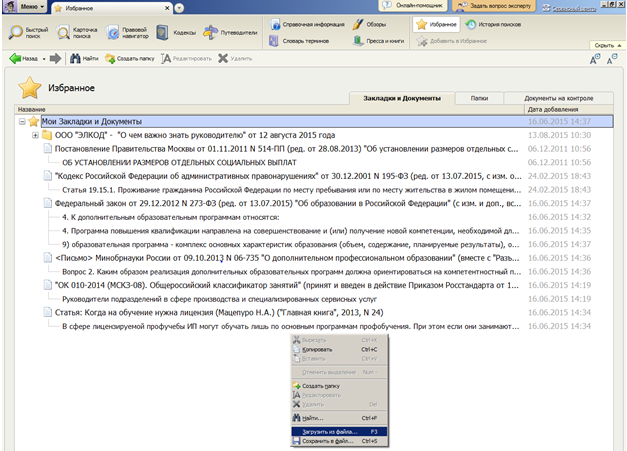 Меню
Избранное
Онлайн-помощник
Задать вопрос эксперту
Сервисный центр
Быстрый поиск
Карточка поиска
Правовой навигатор
Кодексы
Путеводители
Справочная информация
Обзоры
Словарь терминов
Пресса и книги
Избранное
История поисков
Добавить в Избранное
Скрыть
Назад
Найти
Создать папку
Редактировать
Удалить
Избранное
Закладки и Документы
Папки
Документы на контроле
Название
Дата добавления
Мои Закладки и Документы 16.06.2015 14:37
ООО "ЭЛКОД" - "О чем важно знать руководителю" от 12 августа 2015 года 13.08.2015 10:30
Постановление Правительства Москвы от 01.11.2011 N 514-ПП (ред. от 28.08.2013) "Об установлении размеров отдельных с... 06.12.2011 10:56
ОБ УСТАНОВЛЕНИИ РАЗМЕРОВ ОТДЕЛЬНЫХ СОЦИАЛЬНЫХ ВЫПЛАТ 06.12.2011 10:56
"Кодекс Российской Федерации об административных правонарушениях" от 30.12.2001 N 195-ФЗ (ред. от 13.07.2015, с изм. о... 24.02.2015 18:43
Статья 19.15.1. Проживание гражданина Российской Федерации по месту пребывания или по месту жительства в жилом помещени... 24.02.2015 18:43
Федеральный закон от 29.12.2012 N 273-ФЗ (ред. от 13.07.2015) "Об образовании в Российской Федерации" (с изм. и доп., вс... 16.06.2015 14:37
4. К дополнительным образовательным программам относятся: 16.06.2015 14:37
4. Программа повышения квалификации направлена на совершенствование и (или) получение новой компетенции, необходимой дл... 16.06.2015 14:37
9) образовательная программа - комплекс основных характеристик образования (объем, содержание, планируемые результаты), о... 16.06.2015 14:36
<Письмо> Минобрнауки России от 09.10.2013 N 06-735 "О дополнительном профессиональном образовании" (вместе с "Разъ... 16.06.2015 14:36
Вопрос 2. Каким образом реализация дополнительных образовательных программ должна ориентироваться на компетентностный п... 16.06.2015 14:36
"ОК 010-2014 (МСКЗ-08). Общероссийский классификатор занятий" (принят и введен в действие Приказом Росстандарта от 1... 16.06.2015 14:19
Руководители подразделений в сфере производства и специализированных сервисных услуг 16.06.2015 14:19
Статья: Когда на обучение нужна лицензия (Мацепуро Н.А.) ("Главная книга", 2013, N 24) 16.06.2015 14:34
В сфере лицензируемой профучебы ИП могут обучать лишь по основным программам профобучения. При этом если они занимают... 16.06.2015 14:34
Вырезать Ctrl+X
Копировать Ctrl+C
Вставить Ctrl+V
Отменить выделение Num -
Создать папку
Редактировать
Удалить Del
Найти... Ctrl+F
Загрузить из файла... F3
Сохранить в файл... Ctrl+S